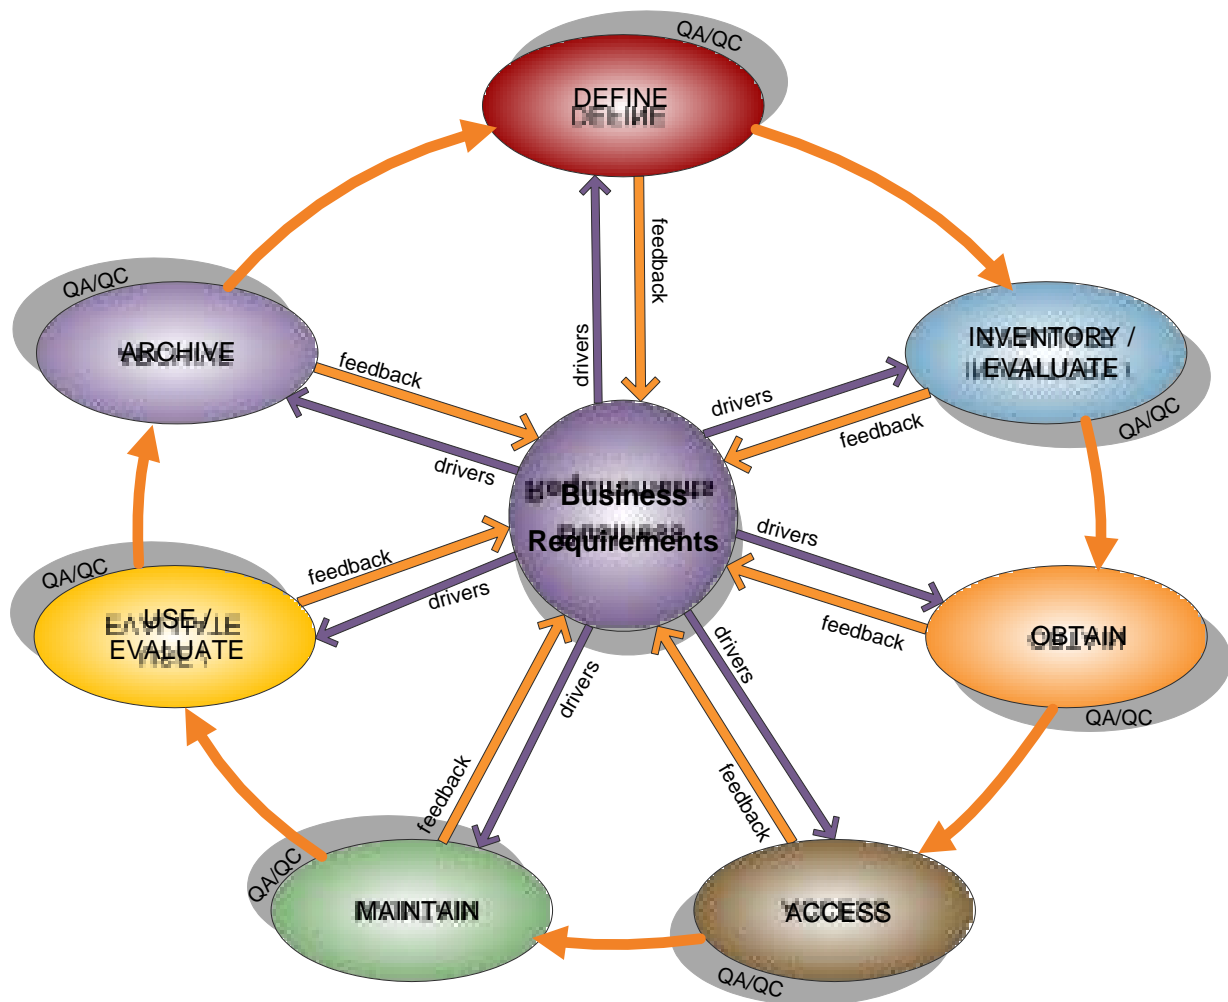 QA/QC
DEFINE
feedback
drivers
QA/QC
ARCHIVE
feedback
drivers
INVENTORY /
EVALUATE
QA/QC
drivers
feedback
Business
Requirements
drivers
feedback
OBTAIN
QA/QC
QA/QC
USE /
EVALUATE
feedback
drivers
drivers
feedback
drivers
feedback
QA/QC
MAINTAIN
ACCESS
QA/QC